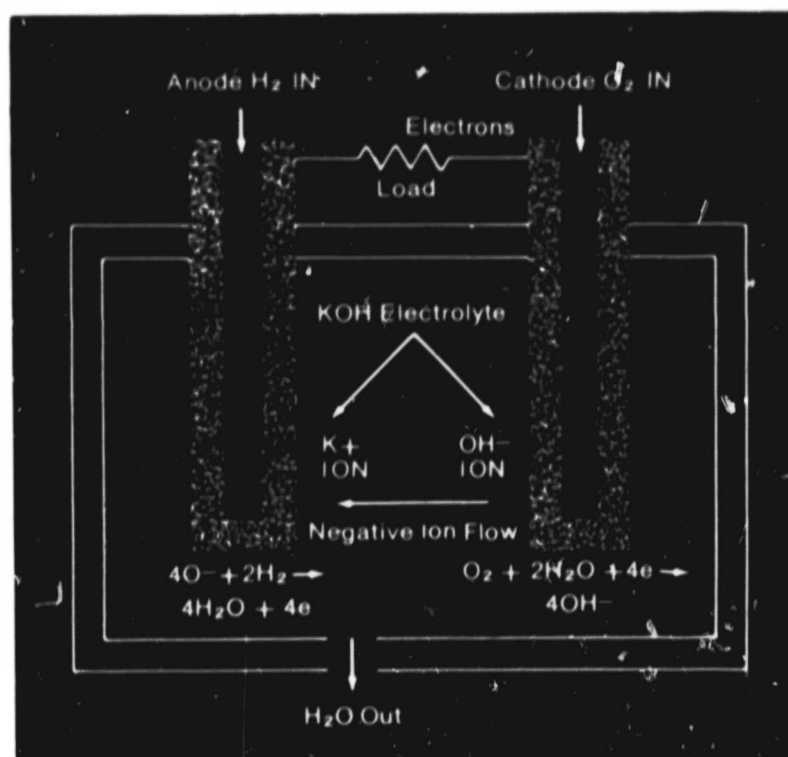 Anode H₂ IN
Cathode O₂ IN
Electrons
Load
KOH Electrolyte
K+
ION
OH−
ION
Negative Ion Flow
4O− + 2H₂ →
4H₂O + 4e
O₂ + 2H₂O + 4e →
4OH−
H₂O Out